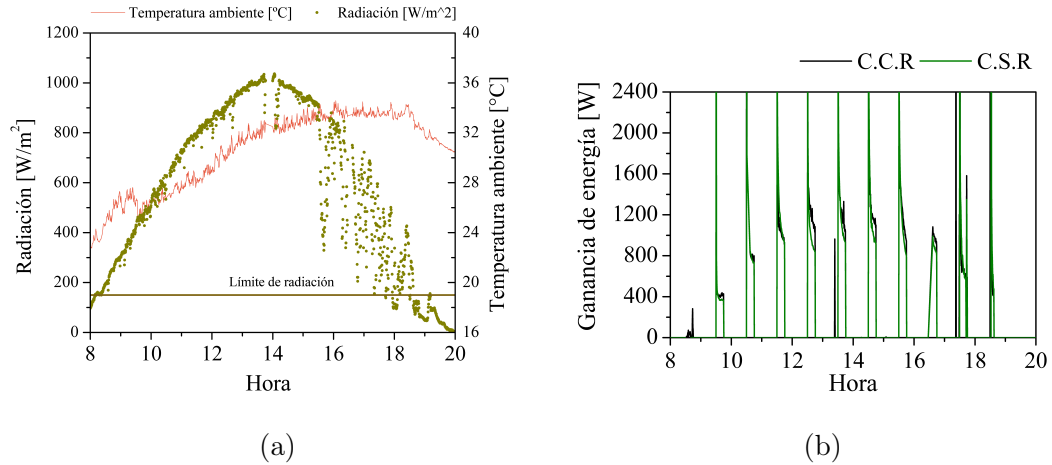 Temperatura ambiente [ºC] Radiación [W/m^2]
1200
1000
800
600
400
200
0
Radiación [W/m²]
40
36
32
28
24
20
16
Temperatura ambiente [°C]
Límite de radiación
8 10 12 14 16 18 20
Hora
(a)
C.C.R C.S.R
2400
2000
1600
1200
800
400
0
Ganancia de energía [W]
8 10 12 14 16 18 20
Hora
(b)